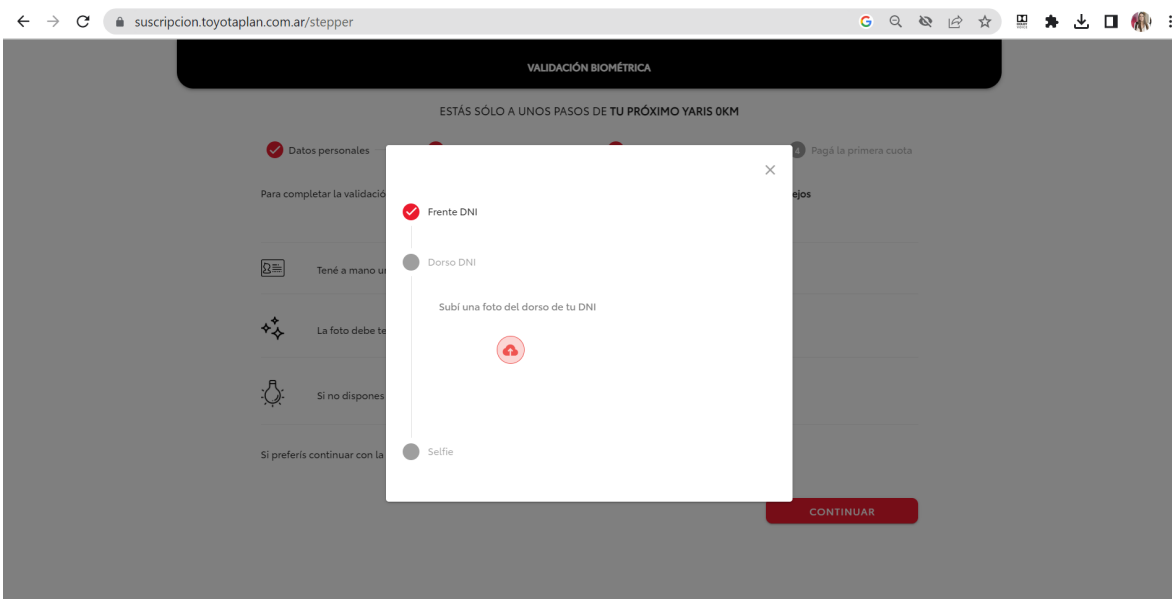 suscripcion.toyotaplan.com.ar/stepper
VALIDACIÓN BIOMÉTRICA
ESTÁS SÓLO A UNOS PASOS DE TU PRÓXIMO YARIS 0KM
Datos personales
4 Pagá la primera cuota
Para completar la validació
ejos
Frente DNI
Dorso DNI
Tené a mano u
Subí una foto del dorso de tu DNI
La foto debe te
Si no dispones
Selfie
Si preferís continuar con la
CONTINUAR